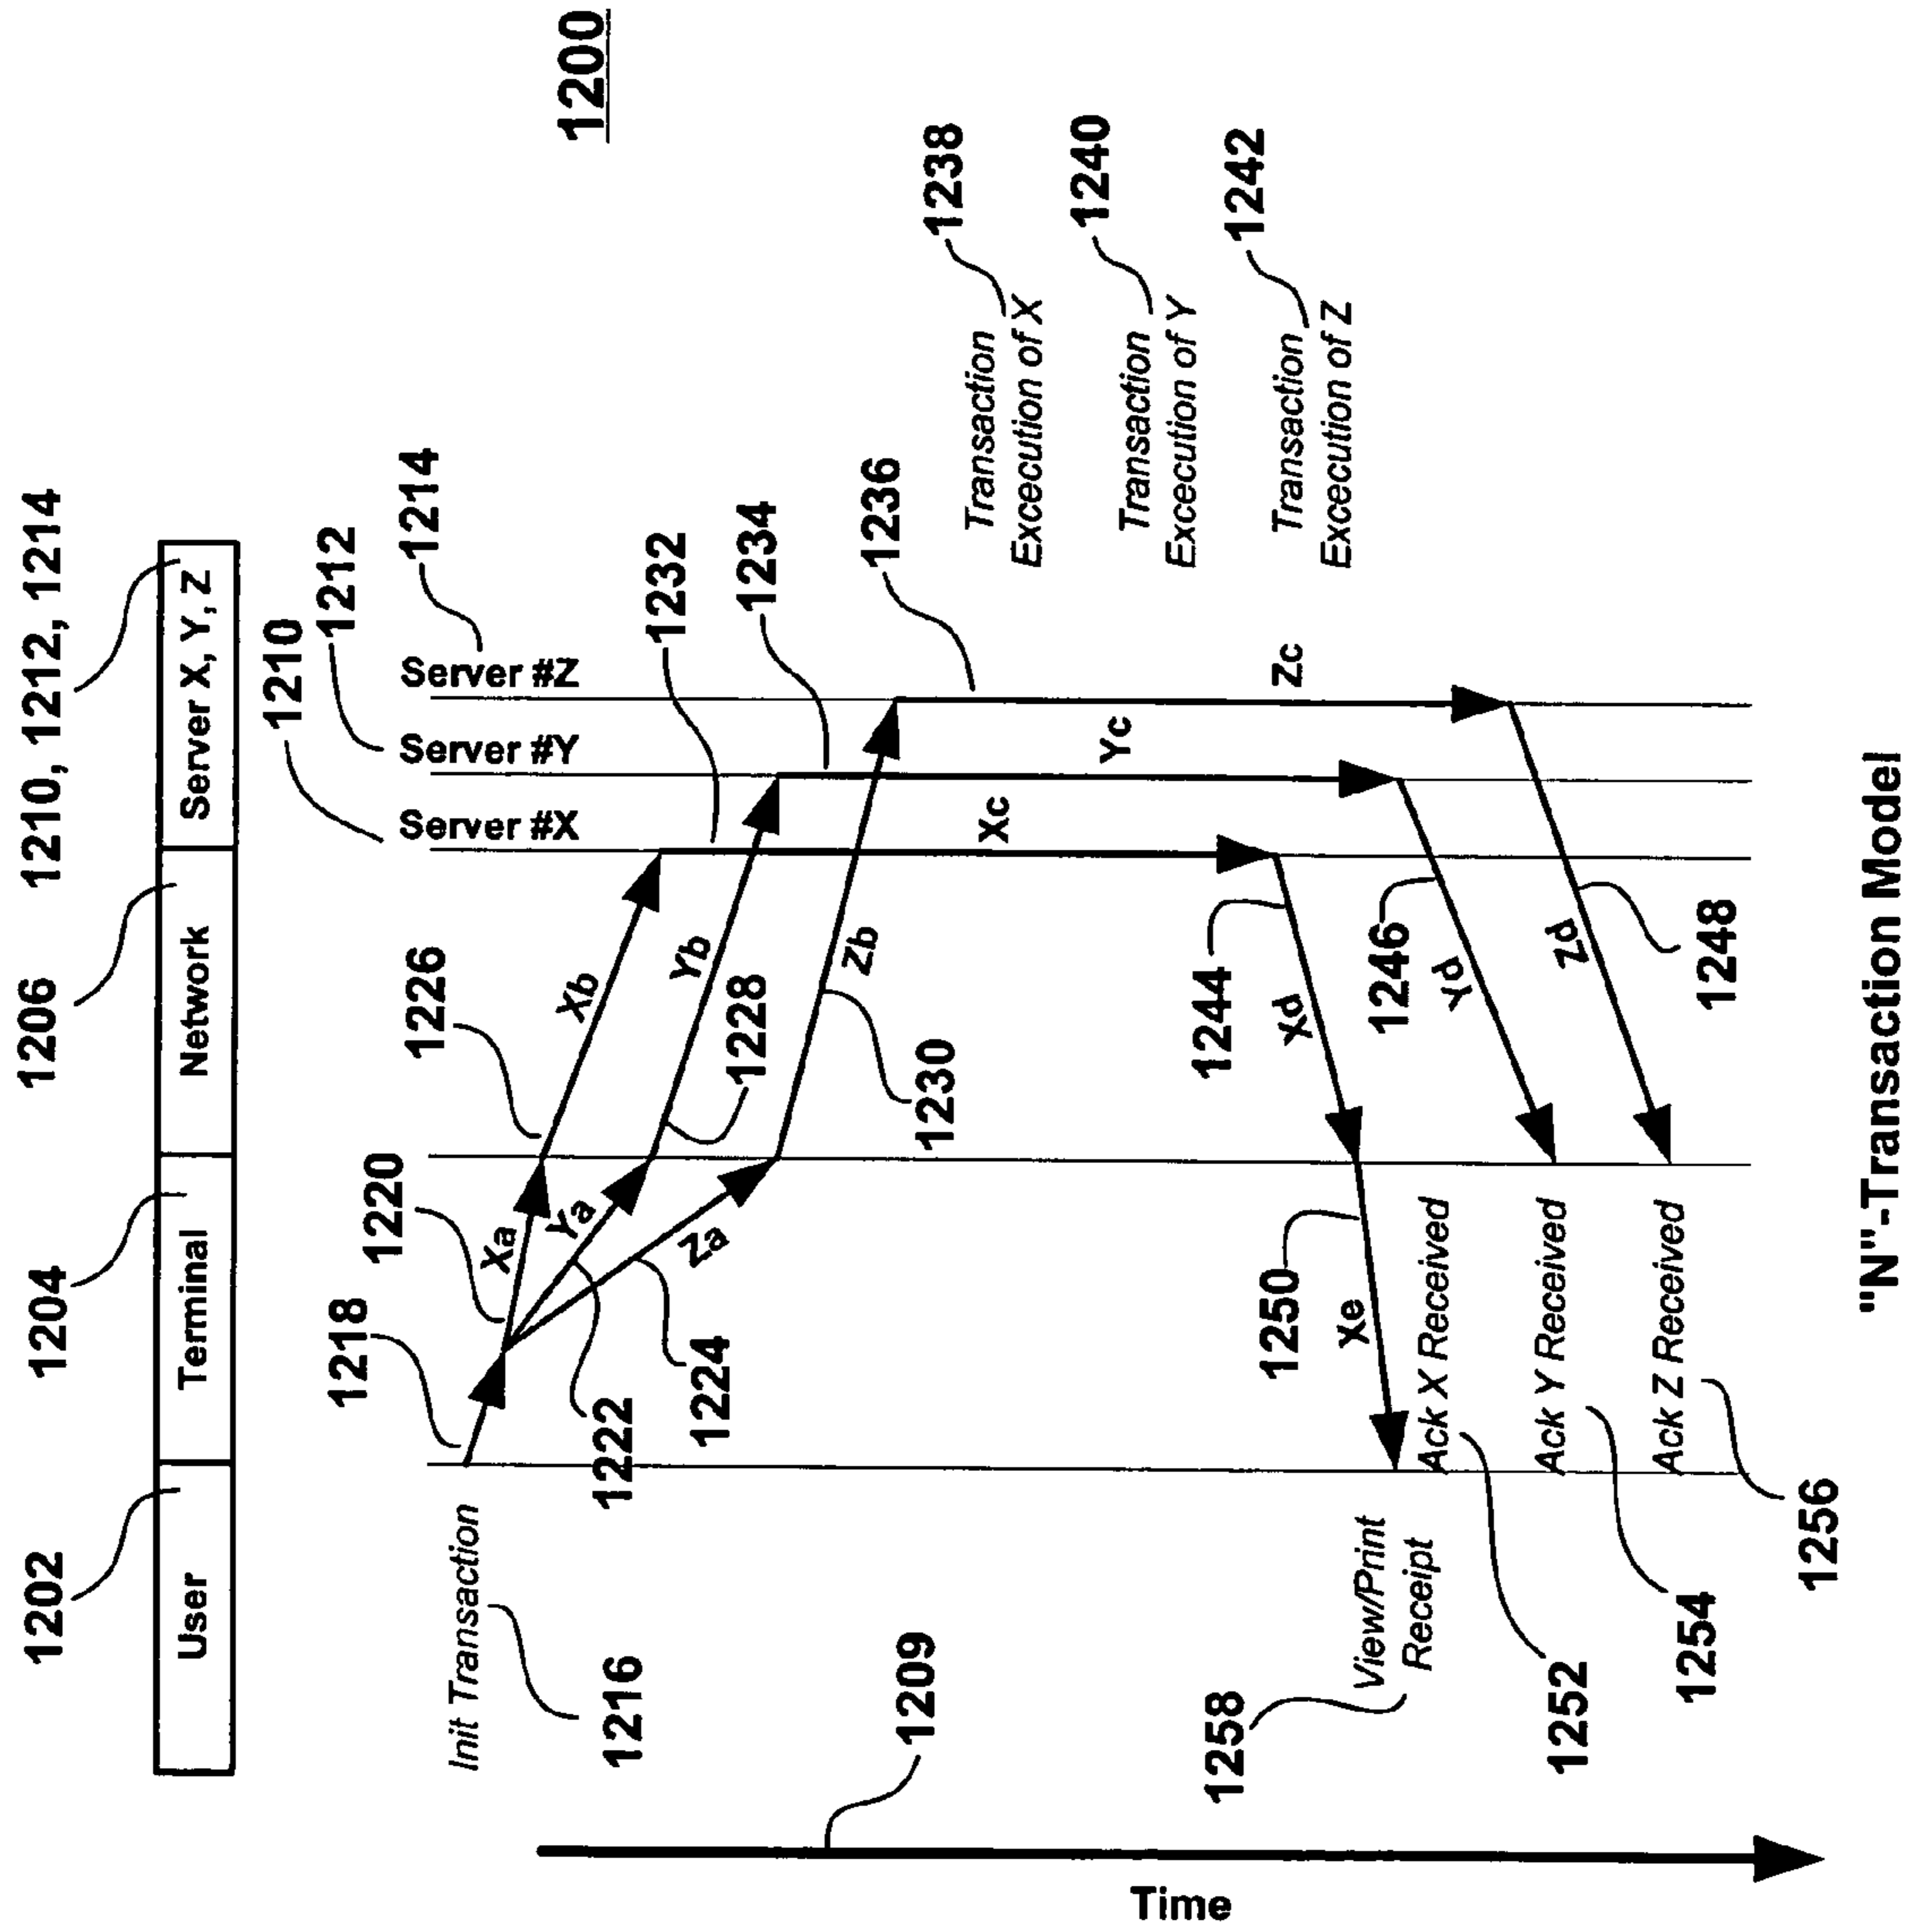 1202
1204
1206
1210, 1212, 1214
User
Terminal
Network
Server X, Y, Z
1210
1212
1214
Server #X
Server #Y
Server #Z
1200
Init Transaction
1216
1218
1220
1222
1224
Xa
Ya
Za
1226
1228
1230
Xb
Yb
Zb
1232
1234
1236
Xc
Yc
Zc
Transaction
Excecution of X
1238
Transaction
Execution of Y
1240
Transaction
Execution of Z
1242
1244
1246
1248
Xd
Yd
Zd
1250
Xe
1258
View/Print
Receipt
Ack X Received
1252
Ack Y Received
1254
Ack Z Received
1256
1209
Time
"N"-Transaction Model